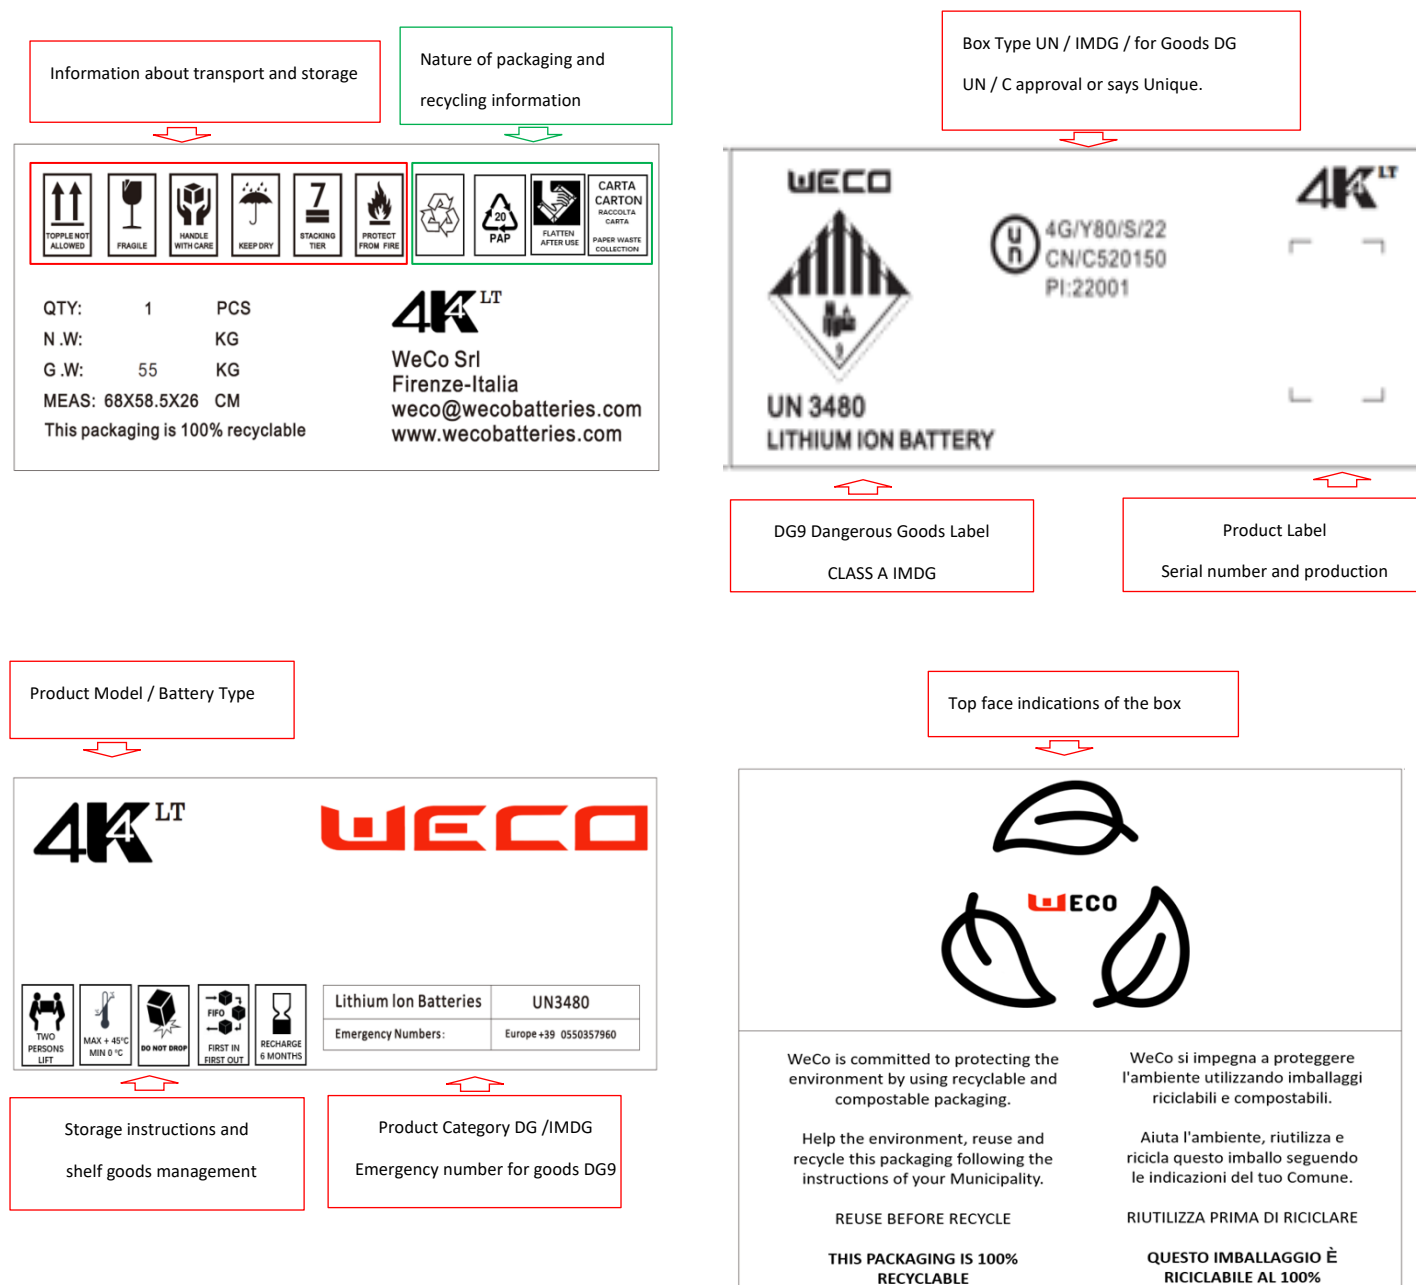 Information about transport and storage
Nature of packaging and
recycling information
TOPPLE NOT
ALLOWED
FRAGILE
HANDLE
WITH CARE
KEEP DRY
7
STACKING
TIER
PROTECT
FROM FIRE
20
PAP
FLATTEN
AFTER USE
CARTA
CARTON
RACCOLTA
CARTA
PAPER WASTE
COLLECTION
QTY: 1 PCS
N .W: KG
G .W: 55 KG
MEAS: 68X58.5X26 CM
This packaging is 100% recyclable
4K4 LT
WeCo Srl
Firenze-Italia
weco@wecobatteries.com
www.wecobatteries.com
Box Type UN / IMDG / for Goods DG
UN / C approval or says Unique.
WECO
4K4 LT
un
4G/Y80/S/22
CN/C520150
PI:22001
9
UN 3480
LITHIUM ION BATTERY
DG9 Dangerous Goods Label
CLASS A IMDG
Product Label
Serial number and production
Product Model / Battery Type
4K4 LT
WECO
TWO
PERSONS
LIFT
MAX + 45°C
MIN 0 °C
DO NOT DROP
FIFO
FIRST IN
FIRST OUT
RECHARGE
6 MONTHS
Lithium Ion Batteries UN3480
Emergency Numbers: Europe +39 0550357960
Storage instructions and
shelf goods management
Product Category DG /IMDG
Emergency number for goods DG9
Top face indications of the box
WECO
WeCo is committed to protecting the
environment by using recyclable and
compostable packaging.
Help the environment, reuse and
recycle this packaging following the
instructions of your Municipality.
REUSE BEFORE RECYCLE
THIS PACKAGING IS 100%
RECYCLABLE
WeCo si impegna a proteggere
l'ambiente utilizzando imballaggi
riciclabili e compostabili.
Aiuta l'ambiente, riutilizza e
ricicla questo imballo seguendo
le indicazioni del tuo Comune.
RIUTILIZZA PRIMA DI RICICLARE
QUESTO IMBALLAGGIO È
RICICLABILE AL 100%